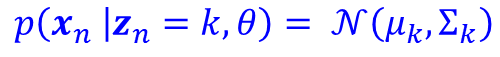 p(𝒙ₙ |𝒛ₙ = k, θ) = 𝒩(μₖ, Σₖ)